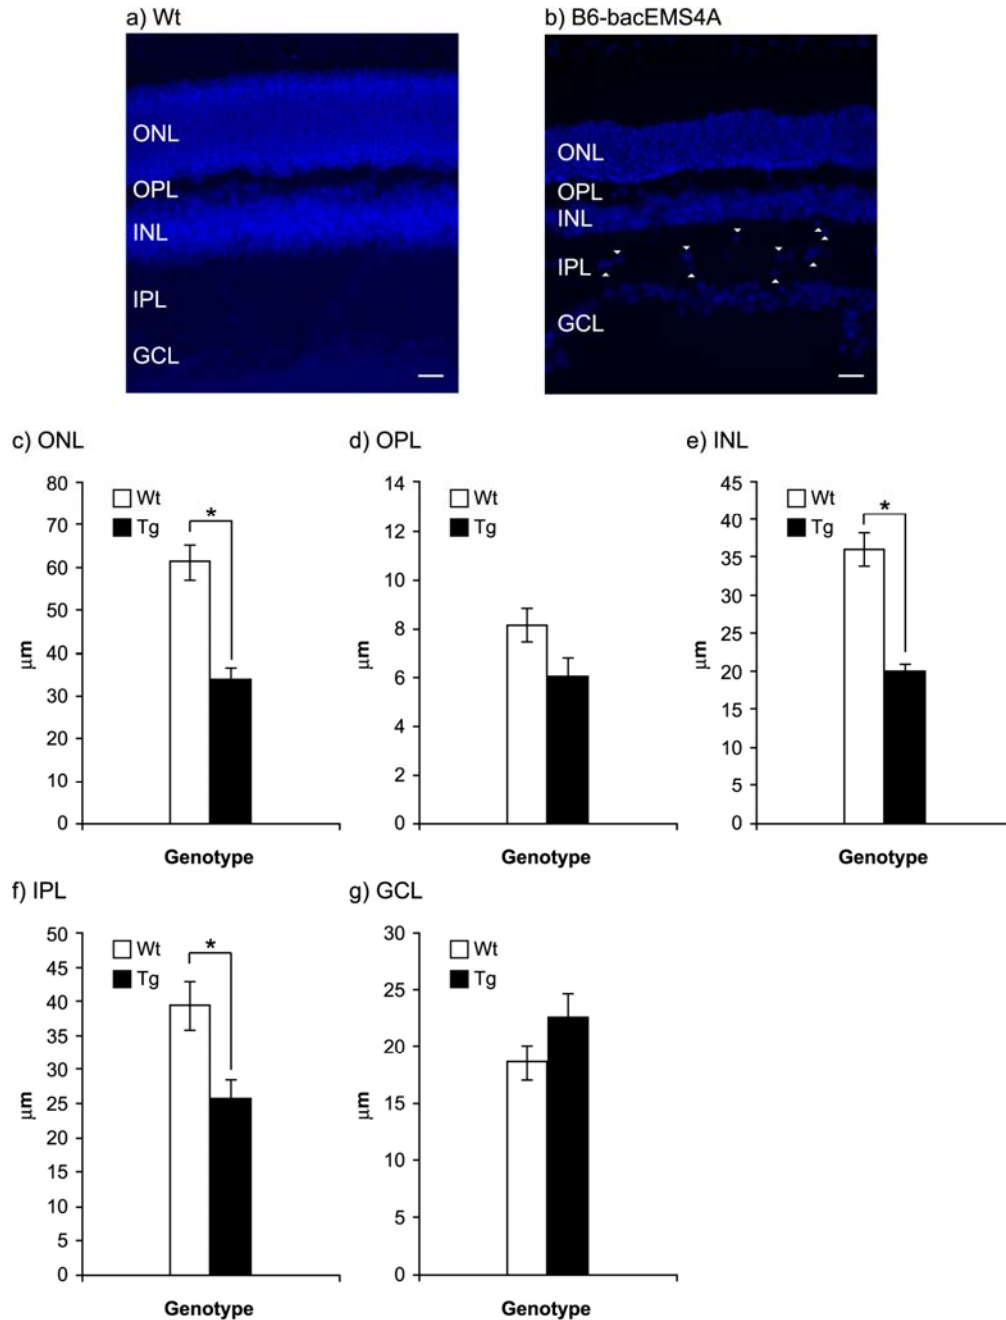 a) Wt
b) B6-bacEMS4A
ONL
OPL
INL
IPL
GCL
ONL
OPL
INL
IPL
GCL
c) ONL
80
70
60
50
40
30
20
10
0
μm
Wt
Tg
*
Genotype
d) OPL
14
12
10
8
6
4
2
0
μm
Wt
Tg
Genotype
e) INL
45
40
35
30
25
20
15
10
5
0
μm
Wt
Tg
*
Genotype
f) IPL
50
45
40
35
30
25
20
15
10
5
0
μm
Wt
Tg
*
Genotype
g) GCL
30
25
20
15
10
5
0
μm
Wt
Tg
Genotype